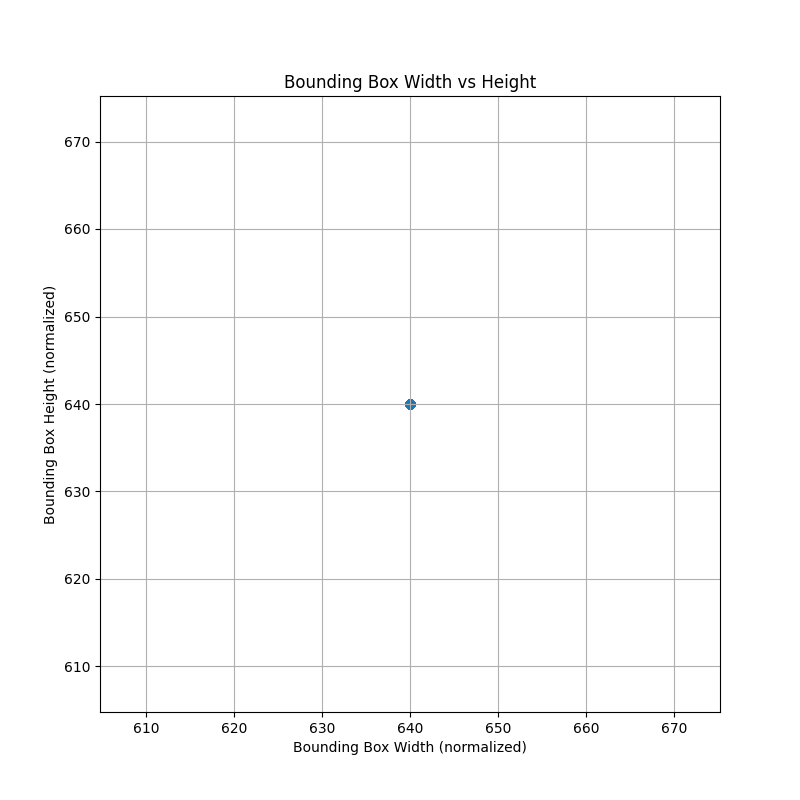 Bounding Box Width vs Height
670
660
650
640
630
620
610
Bounding Box Height (normalized)
610 620 630 640 650 660 670
Bounding Box Width (normalized)